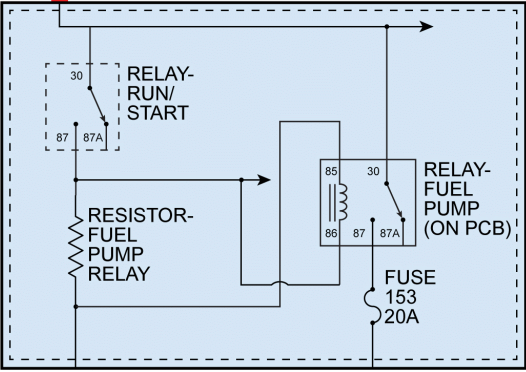 30
RELAY-
RUN/
START
87 87A
RESISTOR-
FUEL
PUMP
RELAY
85 30
86 87 87A
RELAY-
FUEL
PUMP
(ON PCB)
FUSE
153
20A